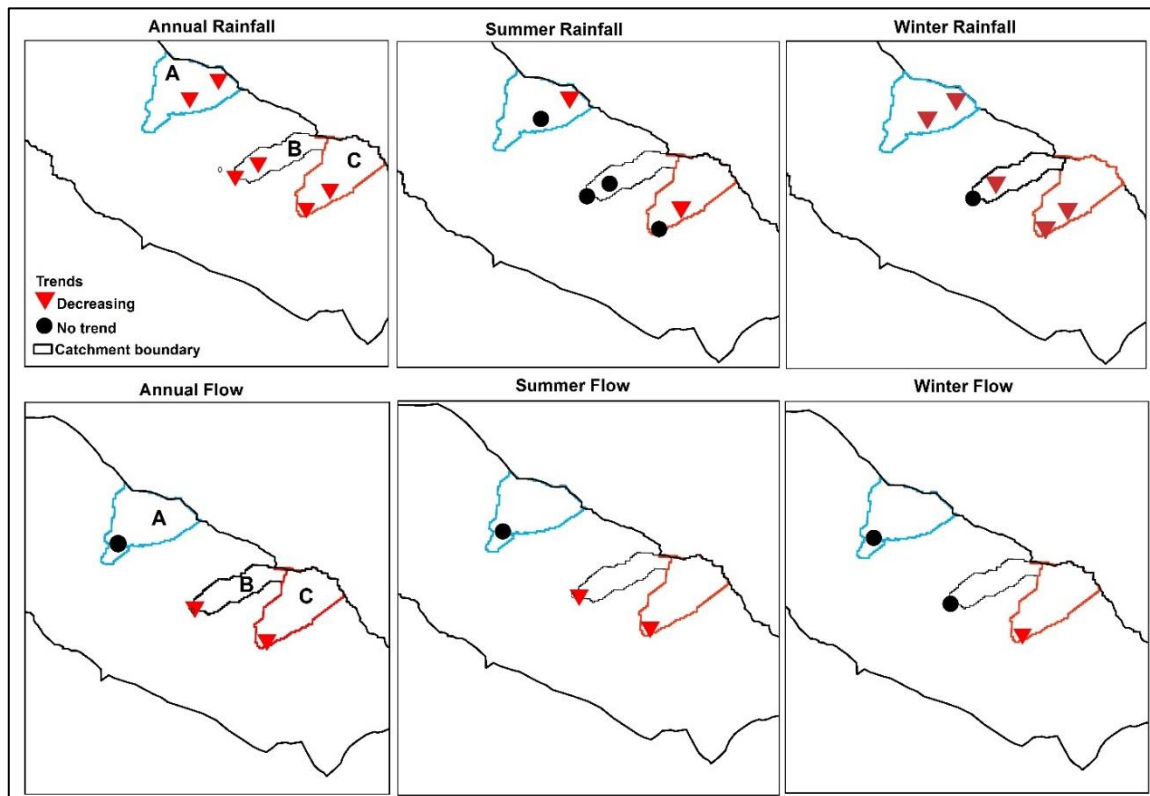 Annual Rainfall
Summer Rainfall
Winter Rainfall
A
B
C
Trends
Decreasing
No trend
Catchment boundary
Annual Flow
Summer Flow
Winter Flow
A
B
C